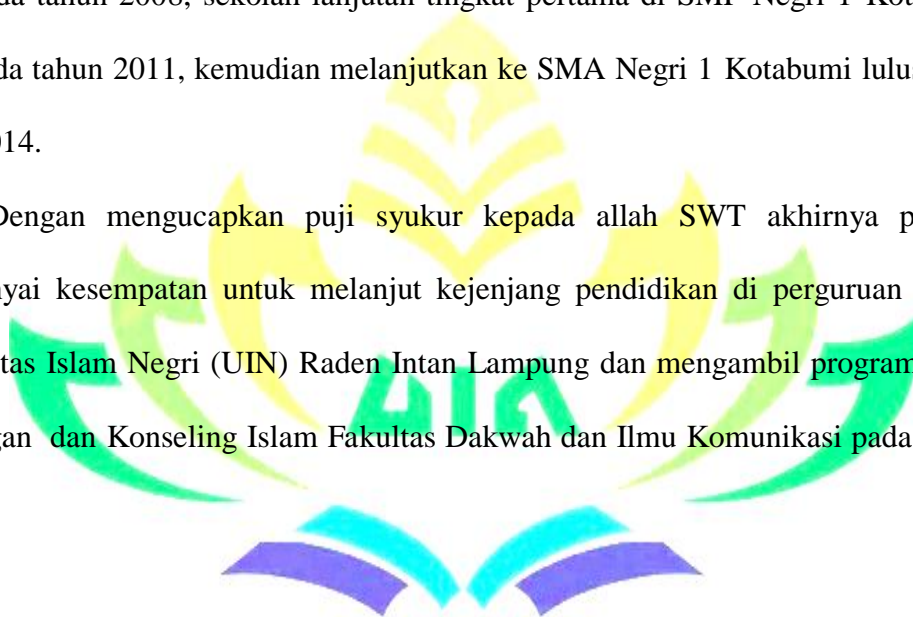 da tahun 2008, sekolah lanjutan tingkat pertama di SMP Negri 1 Kot
da tahun 2011, kemudian melanjutkan ke SMA Negri 1 Kotabumi lulus
014.
Dengan mengucapkan puji syukur kepada allah SWT akhirnya p
nyai kesempatan untuk melanjut kejenjang pendidikan di perguruan
tas Islam Negri (UIN) Raden Intan Lampung dan mengambil program
gan dan Konseling Islam Fakultas Dakwah dan Ilmu Komunikasi pada
UIN